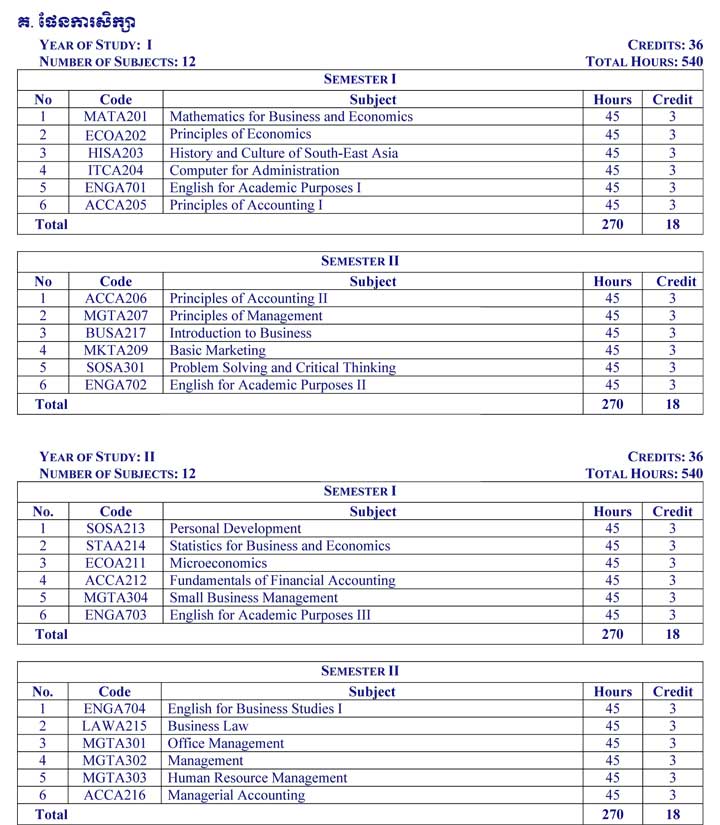 គ. ផែនការសិក្សា
YEAR OF STUDY: I CREDITS: 36
NUMBER OF SUBJECTS: 12 TOTAL HOURS: 540
SEMESTER I
No Code Subject Hours Credit
1 MATA201 Mathematics for Business and Economics 45 3
2 ECOA202 Principles of Economics 45 3
3 HISA203 History and Culture of South-East Asia 45 3
4 ITCA204 Computer for Administration 45 3
5 ENGA701 English for Academic Purposes I 45 3
6 ACCA205 Principles of Accounting I 45 3
Total 270 18
SEMESTER II
No Code Subject Hours Credit
1 ACCA206 Principles of Accounting II 45 3
2 MGTA207 Principles of Management 45 3
3 BUSA217 Introduction to Business 45 3
4 MKTA209 Basic Marketing 45 3
5 SOSA301 Problem Solving and Critical Thinking 45 3
6 ENGA702 English for Academic Purposes II 45 3
Total 270 18
YEAR OF STUDY: II CREDITS: 36
NUMBER OF SUBJECTS: 12 TOTAL HOURS: 540
SEMESTER I
No. Code Subject Hours Credit
1 SOSA213 Personal Development 45 3
2 STAA214 Statistics for Business and Economics 45 3
3 ECOA211 Microeconomics 45 3
4 ACCA212 Fundamentals of Financial Accounting 45 3
5 MGTA304 Small Business Management 45 3
6 ENGA703 English for Academic Purposes III 45 3
Total 270 18
SEMESTER II
No. Code Subject Hours Credit
1 ENGA704 English for Business Studies I 45 3
2 LAWA215 Business Law 45 3
3 MGTA301 Office Management 45 3
4 MGTA302 Management 45 3
5 MGTA303 Human Resource Management 45 3
6 ACCA216 Managerial Accounting 45 3
Total 270 18